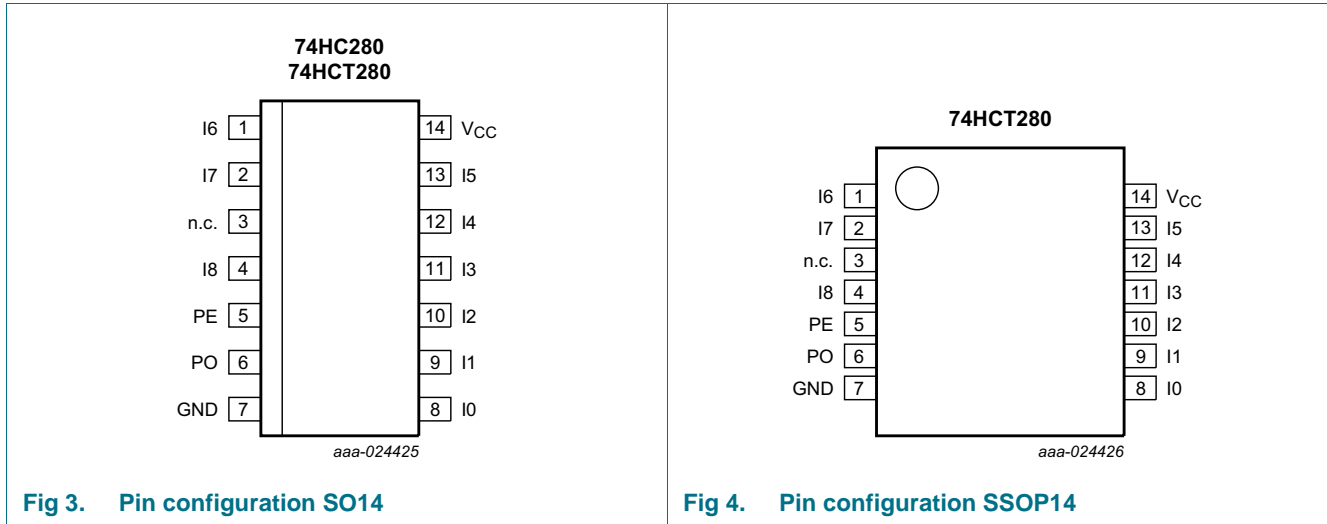 74HC280
74HCT280
I6 1
I7 2
n.c. 3
I8 4
PE 5
PO 6
GND 7
14 VCC
13 I5
12 I4
11 I3
10 I2
9 I1
8 I0
aaa-024425
Fig 3. Pin configuration SO14
74HCT280
I6 1
I7 2
n.c. 3
I8 4
PE 5
PO 6
GND 7
14 VCC
13 I5
12 I4
11 I3
10 I2
9 I1
8 I0
aaa-024426
Fig 4. Pin configuration SSOP14